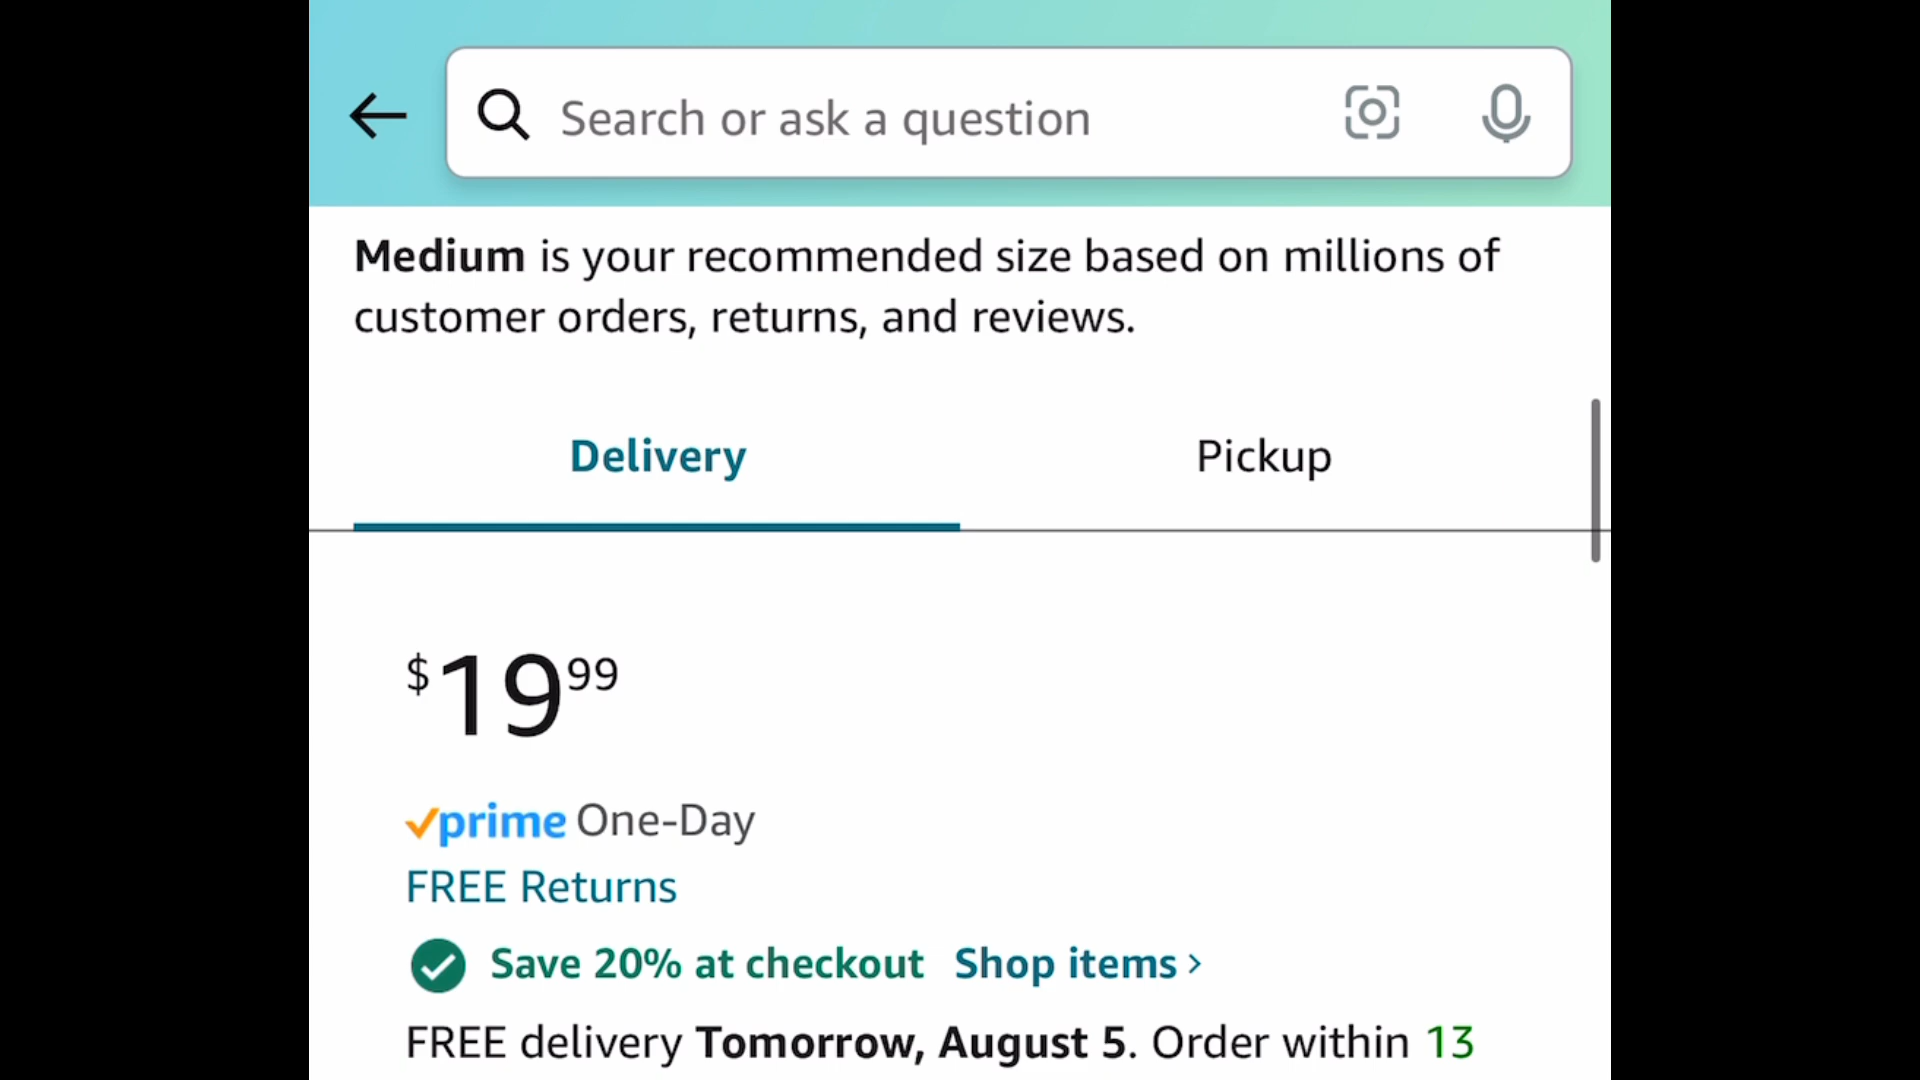 Search or ask a question
Medium is your recommended size based on millions of
customer orders, returns, and reviews.
Delivery Pickup
$19 99
prime One-Day
FREE Returns
Save 20% at checkout Shop items ›
FREE delivery Tomorrow, August 5. Order within 13